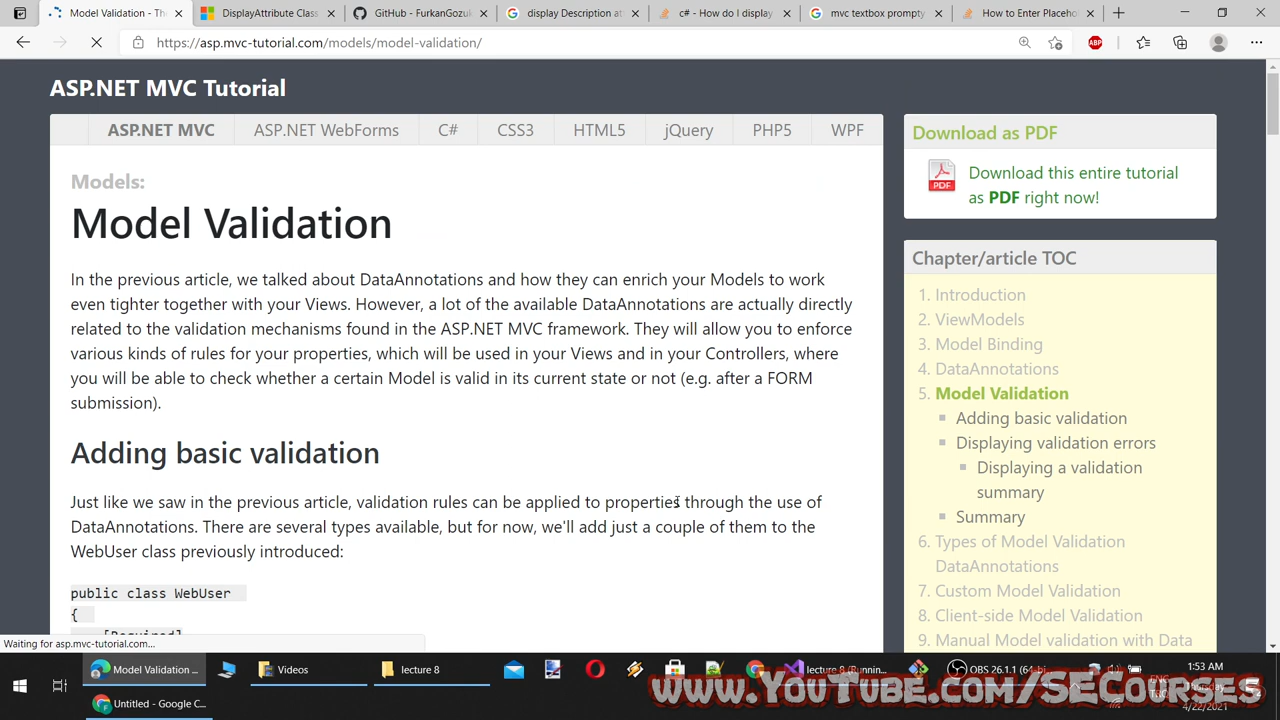 Model Validation - Th
DisplayAttribute Class
GitHub - FurkanGozuk
display Description at
c# - How do I display
mvc textbox prompty
How to Enter Placeho
https://asp.mvc-tutorial.com/models/model-validation/
ABP
ASP.NET MVC Tutorial
ASP.NET MVC
ASP.NET WebForms
C#
CSS3
HTML5
jQuery
PHP5
WPF
Models:
Model Validation
In the previous article, we talked about DataAnnotations and how they can enrich your Models to work
even tighter together with your Views. However, a lot of the available DataAnnotations are actually directly
related to the validation mechanisms found in the ASP.NET MVC framework. They will allow you to enforce
various kinds of rules for your properties, which will be used in your Views and in your Controllers, where
you will be able to check whether a certain Model is valid in its current state or not (e.g. after a FORM
submission).
Adding basic validation
Just like we saw in the previous article, validation rules can be applied to properties through the use of
DataAnnotations. There are several types available, but for now, we'll add just a couple of them to the
WebUser class previously introduced:
public class WebUser
{
[Required]
Download as PDF
PDF
Download this entire tutorial
as PDF right now!
Chapter/article TOC
1. Introduction
2. ViewModels
3. Model Binding
4. DataAnnotations
5. Model Validation
Adding basic validation
Displaying validation errors
Displaying a validation
summary
Summary
6. Types of Model Validation
DataAnnotations
7. Custom Model Validation
8. Client-side Model Validation
9. Manual Model validation with Data
Waiting for asp.mvc-tutorial.com...
Model Validation ...
Videos
lecture 8
lecture 8 (Runnin...
OBS 26.1.1 (64-bi...
1:53 AM
Untitled - Google C...
4/22/2021
www.YouTube.com/SECourses